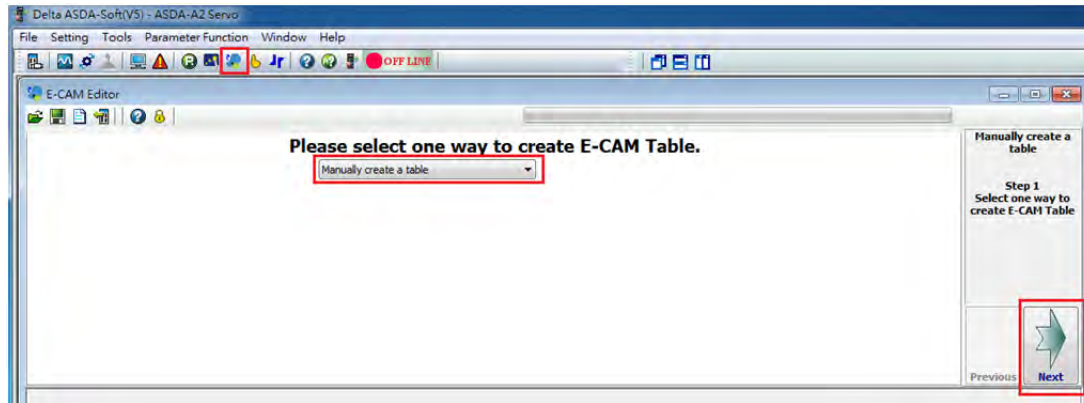 Delta ASDA-Soft(V5) - ASDA-A2 Servo
File Setting Tools Parameter Function Window Help
OFF LINE
E-CAM Editor
Please select one way to create E-CAM Table.
Manually create a table
Manually create a
table
Step 1
Select one way to
create E-CAM Table
Previous
Next